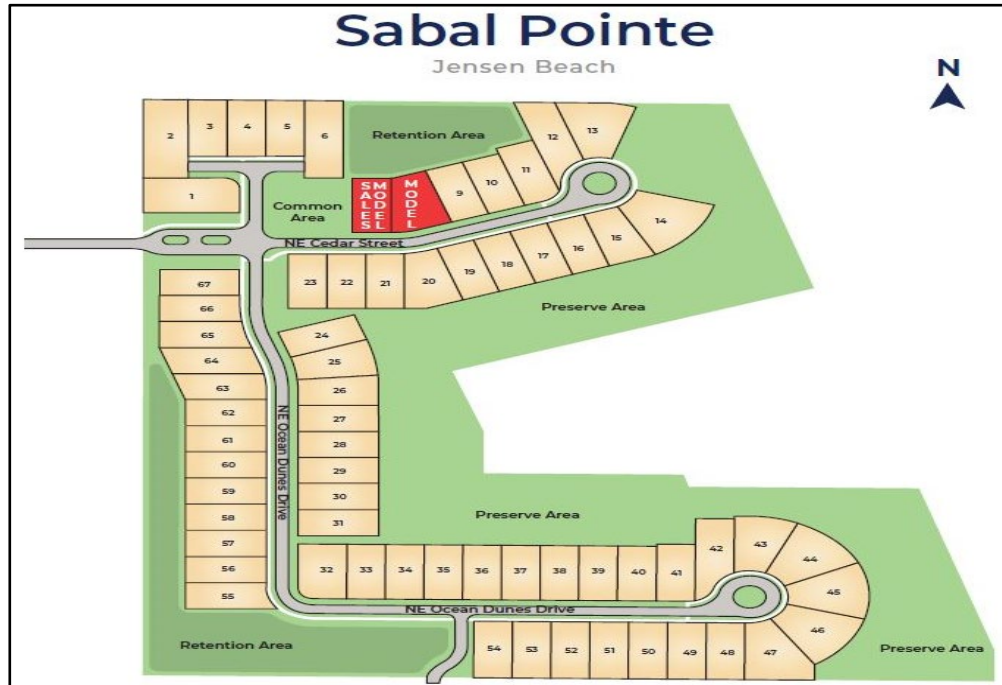 Sabal Pointe
Jensen Beach
N
2 3 4 5 6
1
Retention Area
12 13
11
10
9
SALES
MODEL
MODEL
Common
Area
14
15
16
17
18
19
20
21
22
23
NE Cedar Street
Preserve Area
67
66
65
64
63
62
61
60
59
58
57
56
55
24
25
26
27
28
29
30
31
NE Ocean Dunes Drive
Preserve Area
32 33 34 35 36 37 38 39 40 41 42 43 44
45
46
NE Ocean Dunes Drive
54 53 52 51 50 49 48 47
Retention Area
Preserve Area